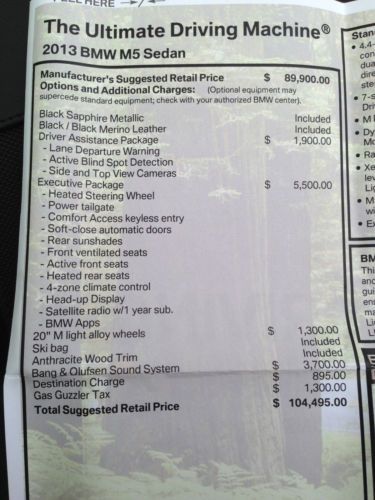 HERE
The Ultimate Driving Machine®
2013 BMW M5 Sedan
Manufacturer's Suggested Retail Price $ 89,900.00
Options and Additional Charges: (Optional equipment may
supercede standard equipment; check with your authorized BMW center).
Black Sapphire Metallic Included
Black / Black Merino Leather Included
Driver Assistance Package $ 1,900.00
- Lane Departure Warning
- Active Blind Spot Detection
- Side and Top View Cameras
Executive Package $ 5,500.00
- Heated Steering Wheel
- Power tailgate
- Comfort Access keyless entry
- Soft-close automatic doors
- Rear sunshades
- Front ventilated seats
- Active front seats
- Heated rear seats
- 4-zone climate control
- Head-up Display
- Satellite radio w/1 year sub.
- BMW Apps
20" M light alloy wheels $ 1,300.00
Ski bag Included
Anthracite Wood Trim Included
Bang & Olufsen Sound System $ 3,700.00
Destination Charge $ 895.00
Gas Guzzler Tax $ 1,300.00
Total Suggested Retail Price $ 104,495.00